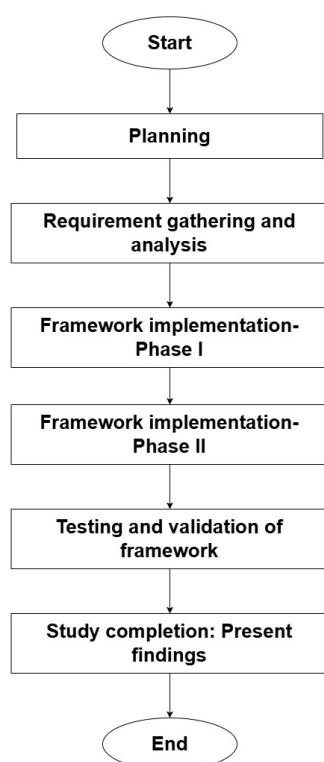 Start
Planning
Requirement gathering and
analysis
Framework implementation-
Phase I
Framework implementation-
Phase II
Testing and validation of
framework
Study completion: Present
findings
End